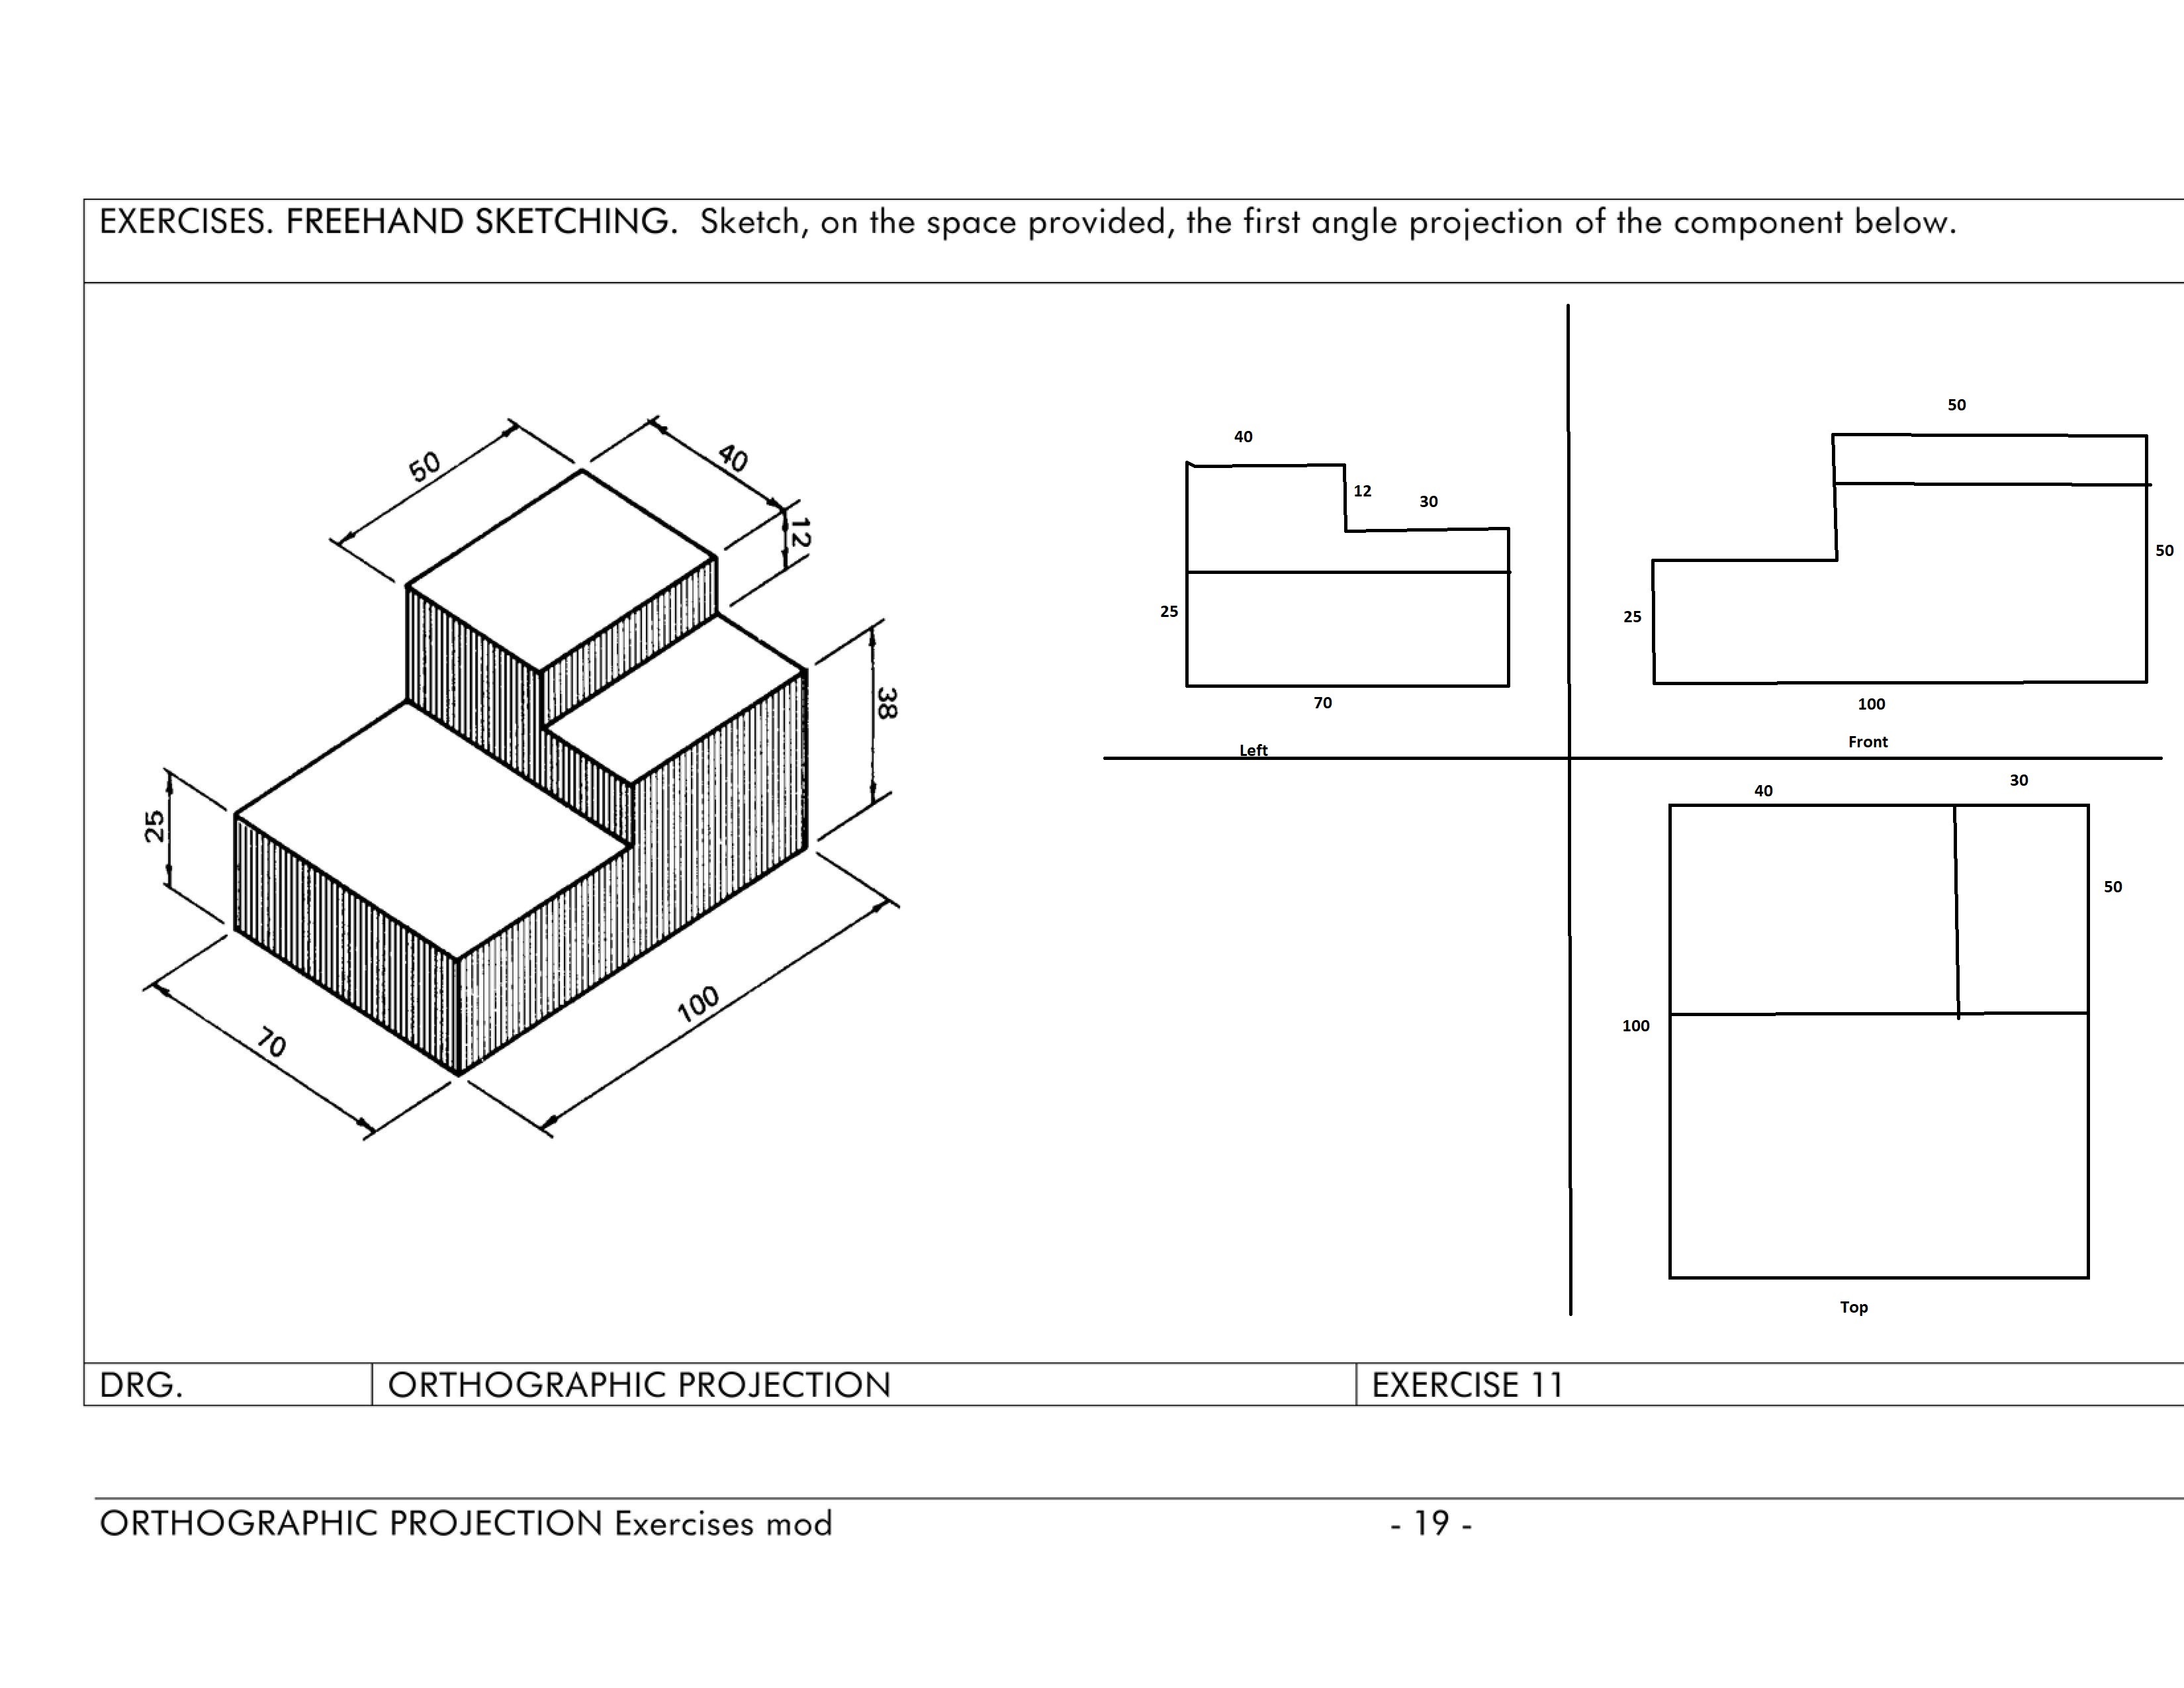 EXERCISES. FREEHAND SKETCHING. Sketch, on the space provided, the first angle projection of the component below.
50
40
12
38
25
70
100
40
12
30
25
70
Left
50
50
25
100
Front
40
30
50
100
Top
DRG.
ORTHOGRAPHIC PROJECTION
EXERCISE 11
ORTHOGRAPHIC PROJECTION Exercises mod
- 19 -